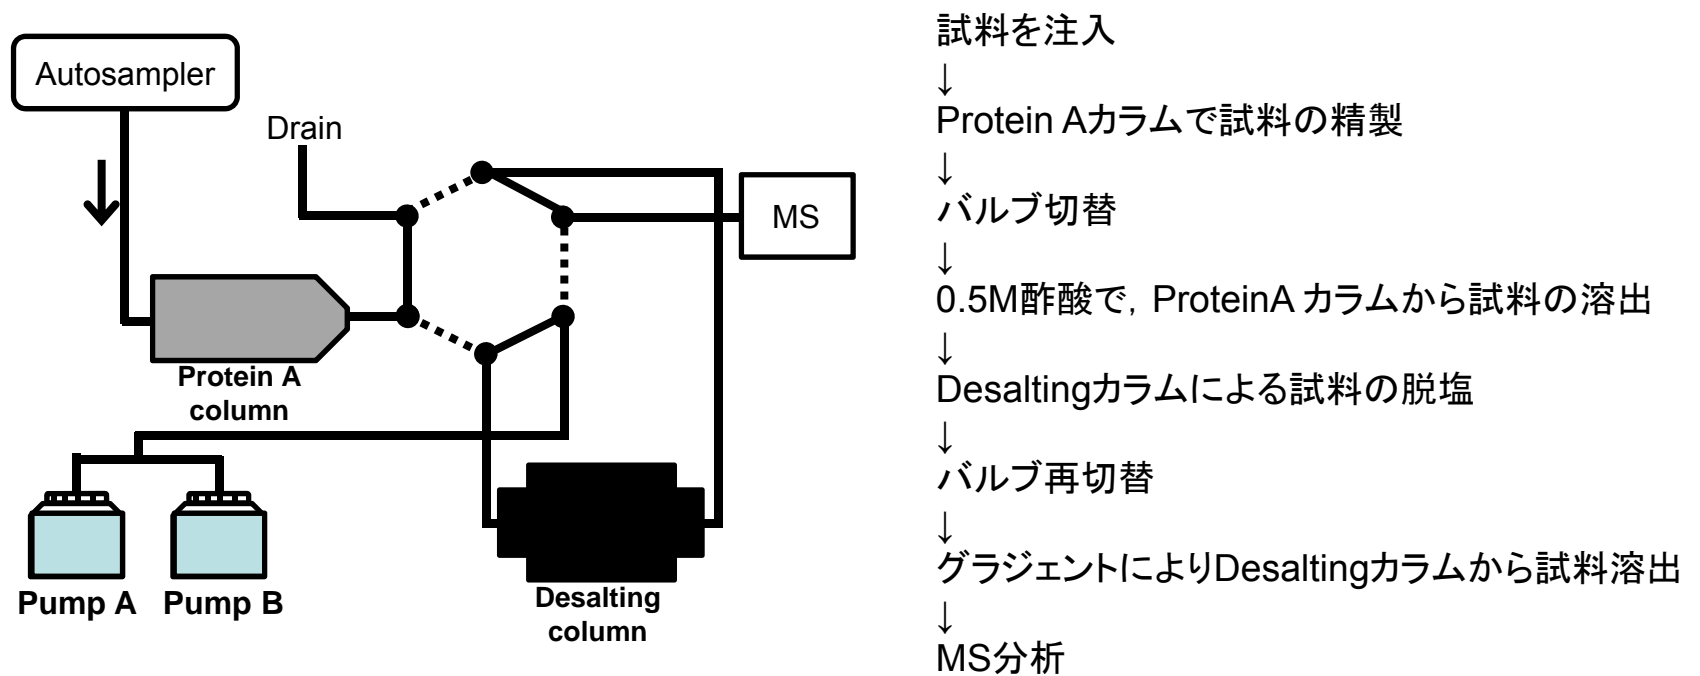 Autosampler
Drain
MS
Protein A
column
Pump A
Pump B
Desalting
column
試料を注入
↓
Protein Aカラムで試料の精製
↓
バルブ切替
↓
0.5M酢酸で，ProteinA カラムから試料の溶出
↓
Desaltingカラムによる試料の脱塩
↓
バルブ再切替
↓
グラジェントによりDesaltingカラムから試料溶出
↓
MS分析